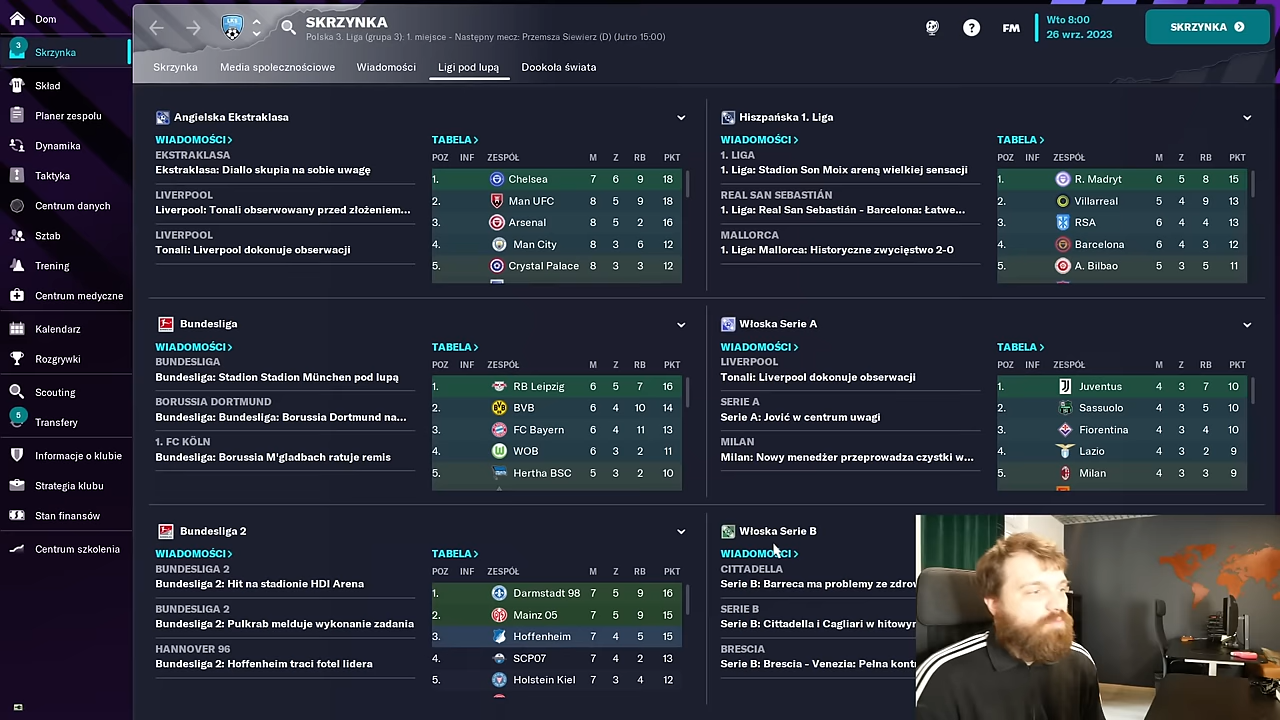 Dom
3
Skrzynka
Skład
Planer zespołu
Dynamika
Taktyka
Centrum danych
Sztab
Trening
Centrum medyczne
Kalendarz
Rozgrywki
Scouting
5
Transfery
Informacje o klubie
Strategia klubu
Stan finansów
Centrum szkolenia
SKRZYNKA
Polska 3. Liga (grupa 3): 1. miejsce - Następny mecz: Przemsza Siewierz (D) (Jutro 15:00)
?
FM
Wto 8:00
26 wrz. 2023
SKRZYNKA
Skrzynka
Media społecznościowe
Wiadomości
Ligi pod lupą
Dookoła świata
Angielska Ekstraklasa
WIADOMOŚCI
EKSTRAKLASA
Ekstraklasa: Diallo skupia na sobie uwagę
LIVERPOOL
Liverpool: Tonali obserwowany przed złożeniem...
LIVERPOOL
Tonali: Liverpool dokonuje obserwacji
TABELA
POZ INF ZESPÓŁ M Z RB PKT
1. Chelsea 7 6 9 18
2. Man UFC 8 5 9 18
3. Arsenal 8 5 2 16
4. Man City 8 3 6 12
5. Crystal Palace 8 3 3 12
Hiszpańska 1. Liga
WIADOMOŚCI
1. LIGA
1. Liga: Stadion Son Moix areną wielkiej sensacji
REAL SAN SEBASTIÁN
1. Liga: Real San Sebastián - Barcelona: Łatwe...
MALLORCA
1. Liga: Mallorca: Historyczne zwycięstwo 2-0
TABELA
POZ INF ZESPÓŁ M Z RB PKT
1. R. Madryt 6 5 8 15
2. Villarreal 5 4 9 13
3. RSA 6 4 4 13
4. Barcelona 6 4 3 12
5. A. Bilbao 5 3 5 11
Bundesliga
WIADOMOŚCI
BUNDESLIGA
Bundesliga: Stadion Stadion München pod lupą
BORUSSIA DORTMUND
Bundesliga: Bundesliga: Borussia Dortmund na...
1. FC KÖLN
Bundesliga: Borussia M'gladbach ratuje remis
TABELA
POZ INF ZESPÓŁ M Z RB PKT
1. RB Leipzig 6 5 7 16
2. BVB 6 4 10 14
3. FC Bayern 6 4 11 13
4. WOB 6 3 2 11
5. Hertha BSC 5 3 2 10
Włoska Serie A
WIADOMOŚCI
LIVERPOOL
Tonali: Liverpool dokonuje obserwacji
SERIE A
Serie A: Jović w centrum uwagi
MILAN
Milan: Nowy menedżer przeprowadza czystki w...
TABELA
POZ INF ZESPÓŁ M Z RB PKT
1. Juventus 4 3 7 10
2. Sassuolo 4 3 5 10
3. Fiorentina 4 3 4 10
4. Lazio 4 3 2 9
5. Milan 4 3 3 9
Bundesliga 2
WIADOMOŚCI
BUNDESLIGA 2
Bundesliga 2: Hit na stadionie HDI Arena
BUNDESLIGA 2
Bundesliga 2: Pulkrab melduje wykonanie zadania
HANNOVER 96
Bundesliga 2: Hoffenheim traci fotel lidera
TABELA
POZ INF ZESPÓŁ M Z RB PKT
1. Darmstadt 98 7 5 9 16
2. Mainz 05 7 5 9 15
3. Hoffenheim 7 4 5 15
4. SCP07 7 4 2 13
5. Holstein Kiel 7 3 4 12
Włoska Serie B
WIADOMOŚCI
CITTADELLA
Serie B: Barreca ma problemy ze
SERIE B
Serie B: Cittadella i Cagliari w
BRESCIA
Serie B: Brescia - Venezia: Pełna